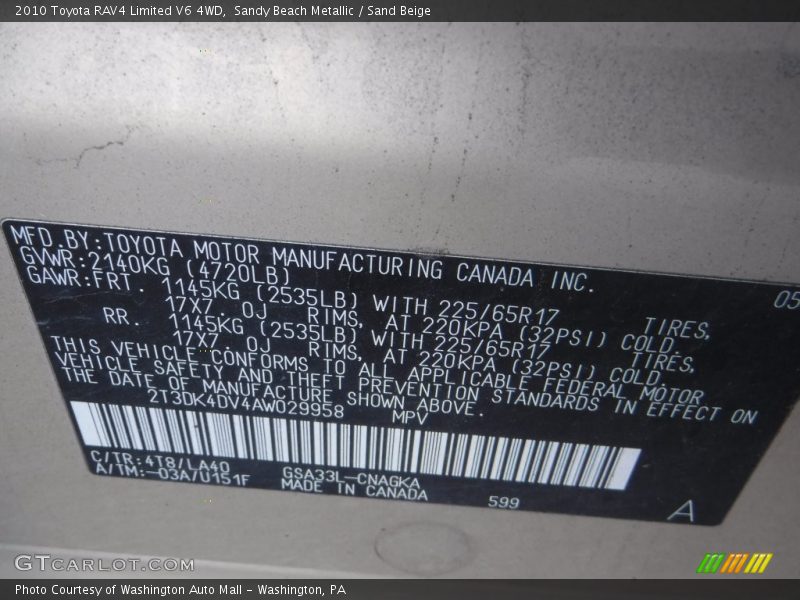 2010 Toyota RAV4 Limited V6 4WD, Sandy Beach Metallic / Sand Beige
MFD.BY:TOYOTA MOTOR MANUFACTURING CANADA INC.
05
GVWR:2140KG (4720LB)
GAWR:FRT. 1145KG (2535LB) WITH 225/65R17 TIRES,
17X7 .0J RIMS, AT 220KPA (32PSI) COLD
RR. 1145KG (2535LB) WITH 225/65R17 TIRES,
17X7 0J RIMS, AT 220KPA (32PSI) COLD.
THIS VEHICLE CONFORMS TO ALL APPLICABLE FEDERAL MOTOR
VEHICLE SAFETY AND THEFT PREVENTION STANDARDS IN EFFECT ON
THE DATE OF MANUFACTURE SHOWN ABOVE.
2T3DK4DV4AW029958 MPV
C/TR:4T8/LA40 GSA33L-CNAGKA
A/TM:-03A/U151F MADE IN CANADA 599 A
GTCARLOT.COM
Photo Courtesy of Washington Auto Mall - Washington, PA